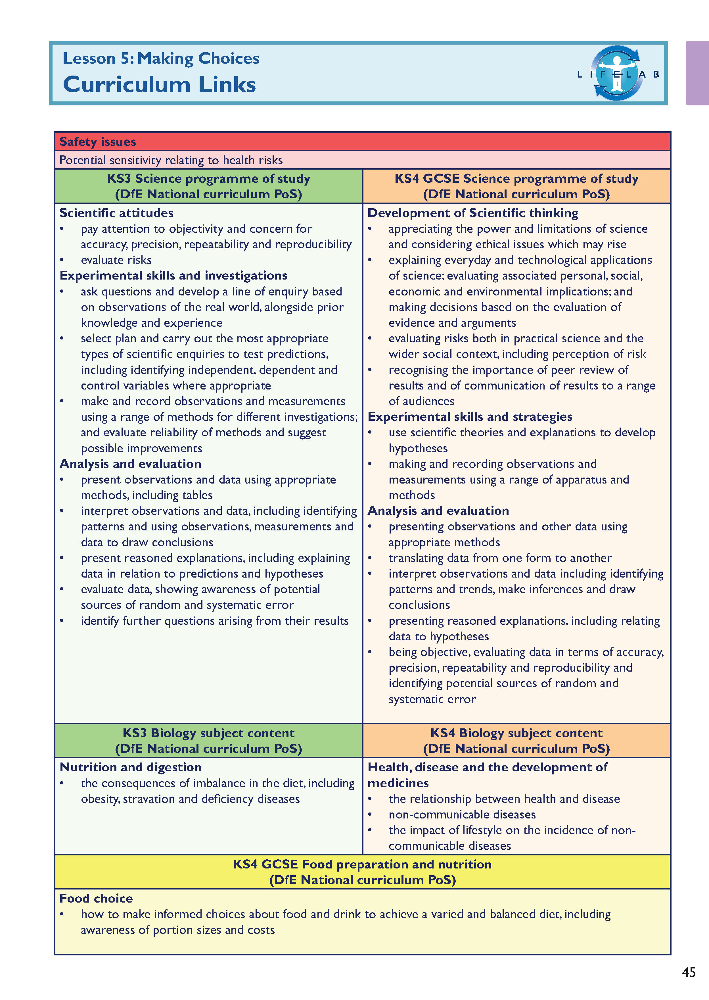 Lesson 5: Making Choices
Curriculum Links
L I F E L A B
Safety issues
Potential sensitivity relating to health risks
KS3 Science programme of study
(DfE National curriculum PoS)
Scientific attitudes
• pay attention to objectivity and concern for
accuracy, precision, repeatability and reproducibility
• evaluate risks
Experimental skills and investigations
• ask questions and develop a line of enquiry based
on observations of the real world, alongside prior
knowledge and experience
• select plan and carry out the most appropriate
types of scientific enquiries to test predictions,
including identifying independent, dependent and
control variables where appropriate
• make and record observations and measurements
using a range of methods for different investigations;
and evaluate reliability of methods and suggest
possible improvements
Analysis and evaluation
• present observations and data using appropriate
methods, including tables
• interpret observations and data, including identifying
patterns and using observations, measurements and
data to draw conclusions
• present reasoned explanations, including explaining
data in relation to predictions and hypotheses
• evaluate data, showing awareness of potential
sources of random and systematic error
• identify further questions arising from their results
KS4 GCSE Science programme of study
(DfE National curriculum PoS)
Development of Scientific thinking
• appreciating the power and limitations of science
and considering ethical issues which may rise
• explaining everyday and technological applications
of science; evaluating associated personal, social,
economic and environmental implications; and
making decisions based on the evaluation of
evidence and arguments
• evaluating risks both in practical science and the
wider social context, including perception of risk
• recognising the importance of peer review of
results and of communication of results to a range
of audiences
Experimental skills and strategies
• use scientific theories and explanations to develop
hypotheses
• making and recording observations and
measurements using a range of apparatus and
methods
Analysis and evaluation
• presenting observations and other data using
appropriate methods
• translating data from one form to another
• interpret observations and data including identifying
patterns and trends, make inferences and draw
conclusions
• presenting reasoned explanations, including relating
data to hypotheses
• being objective, evaluating data in terms of accuracy,
precision, repeatability and reproducibility and
identifying potential sources of random and
systematic error
KS3 Biology subject content
(DfE National curriculum PoS)
Nutrition and digestion
• the consequences of imbalance in the diet, including
obesity, stravation and deficiency diseases
KS4 Biology subject content
(DfE National curriculum PoS)
Health, disease and the development of
medicines
• the relationship between health and disease
• non-communicable diseases
• the impact of lifestyle on the incidence of non-
communicable diseases
KS4 GCSE Food preparation and nutrition
(DfE National curriculum PoS)
Food choice
• how to make informed choices about food and drink to achieve a varied and balanced diet, including
awareness of portion sizes and costs
45